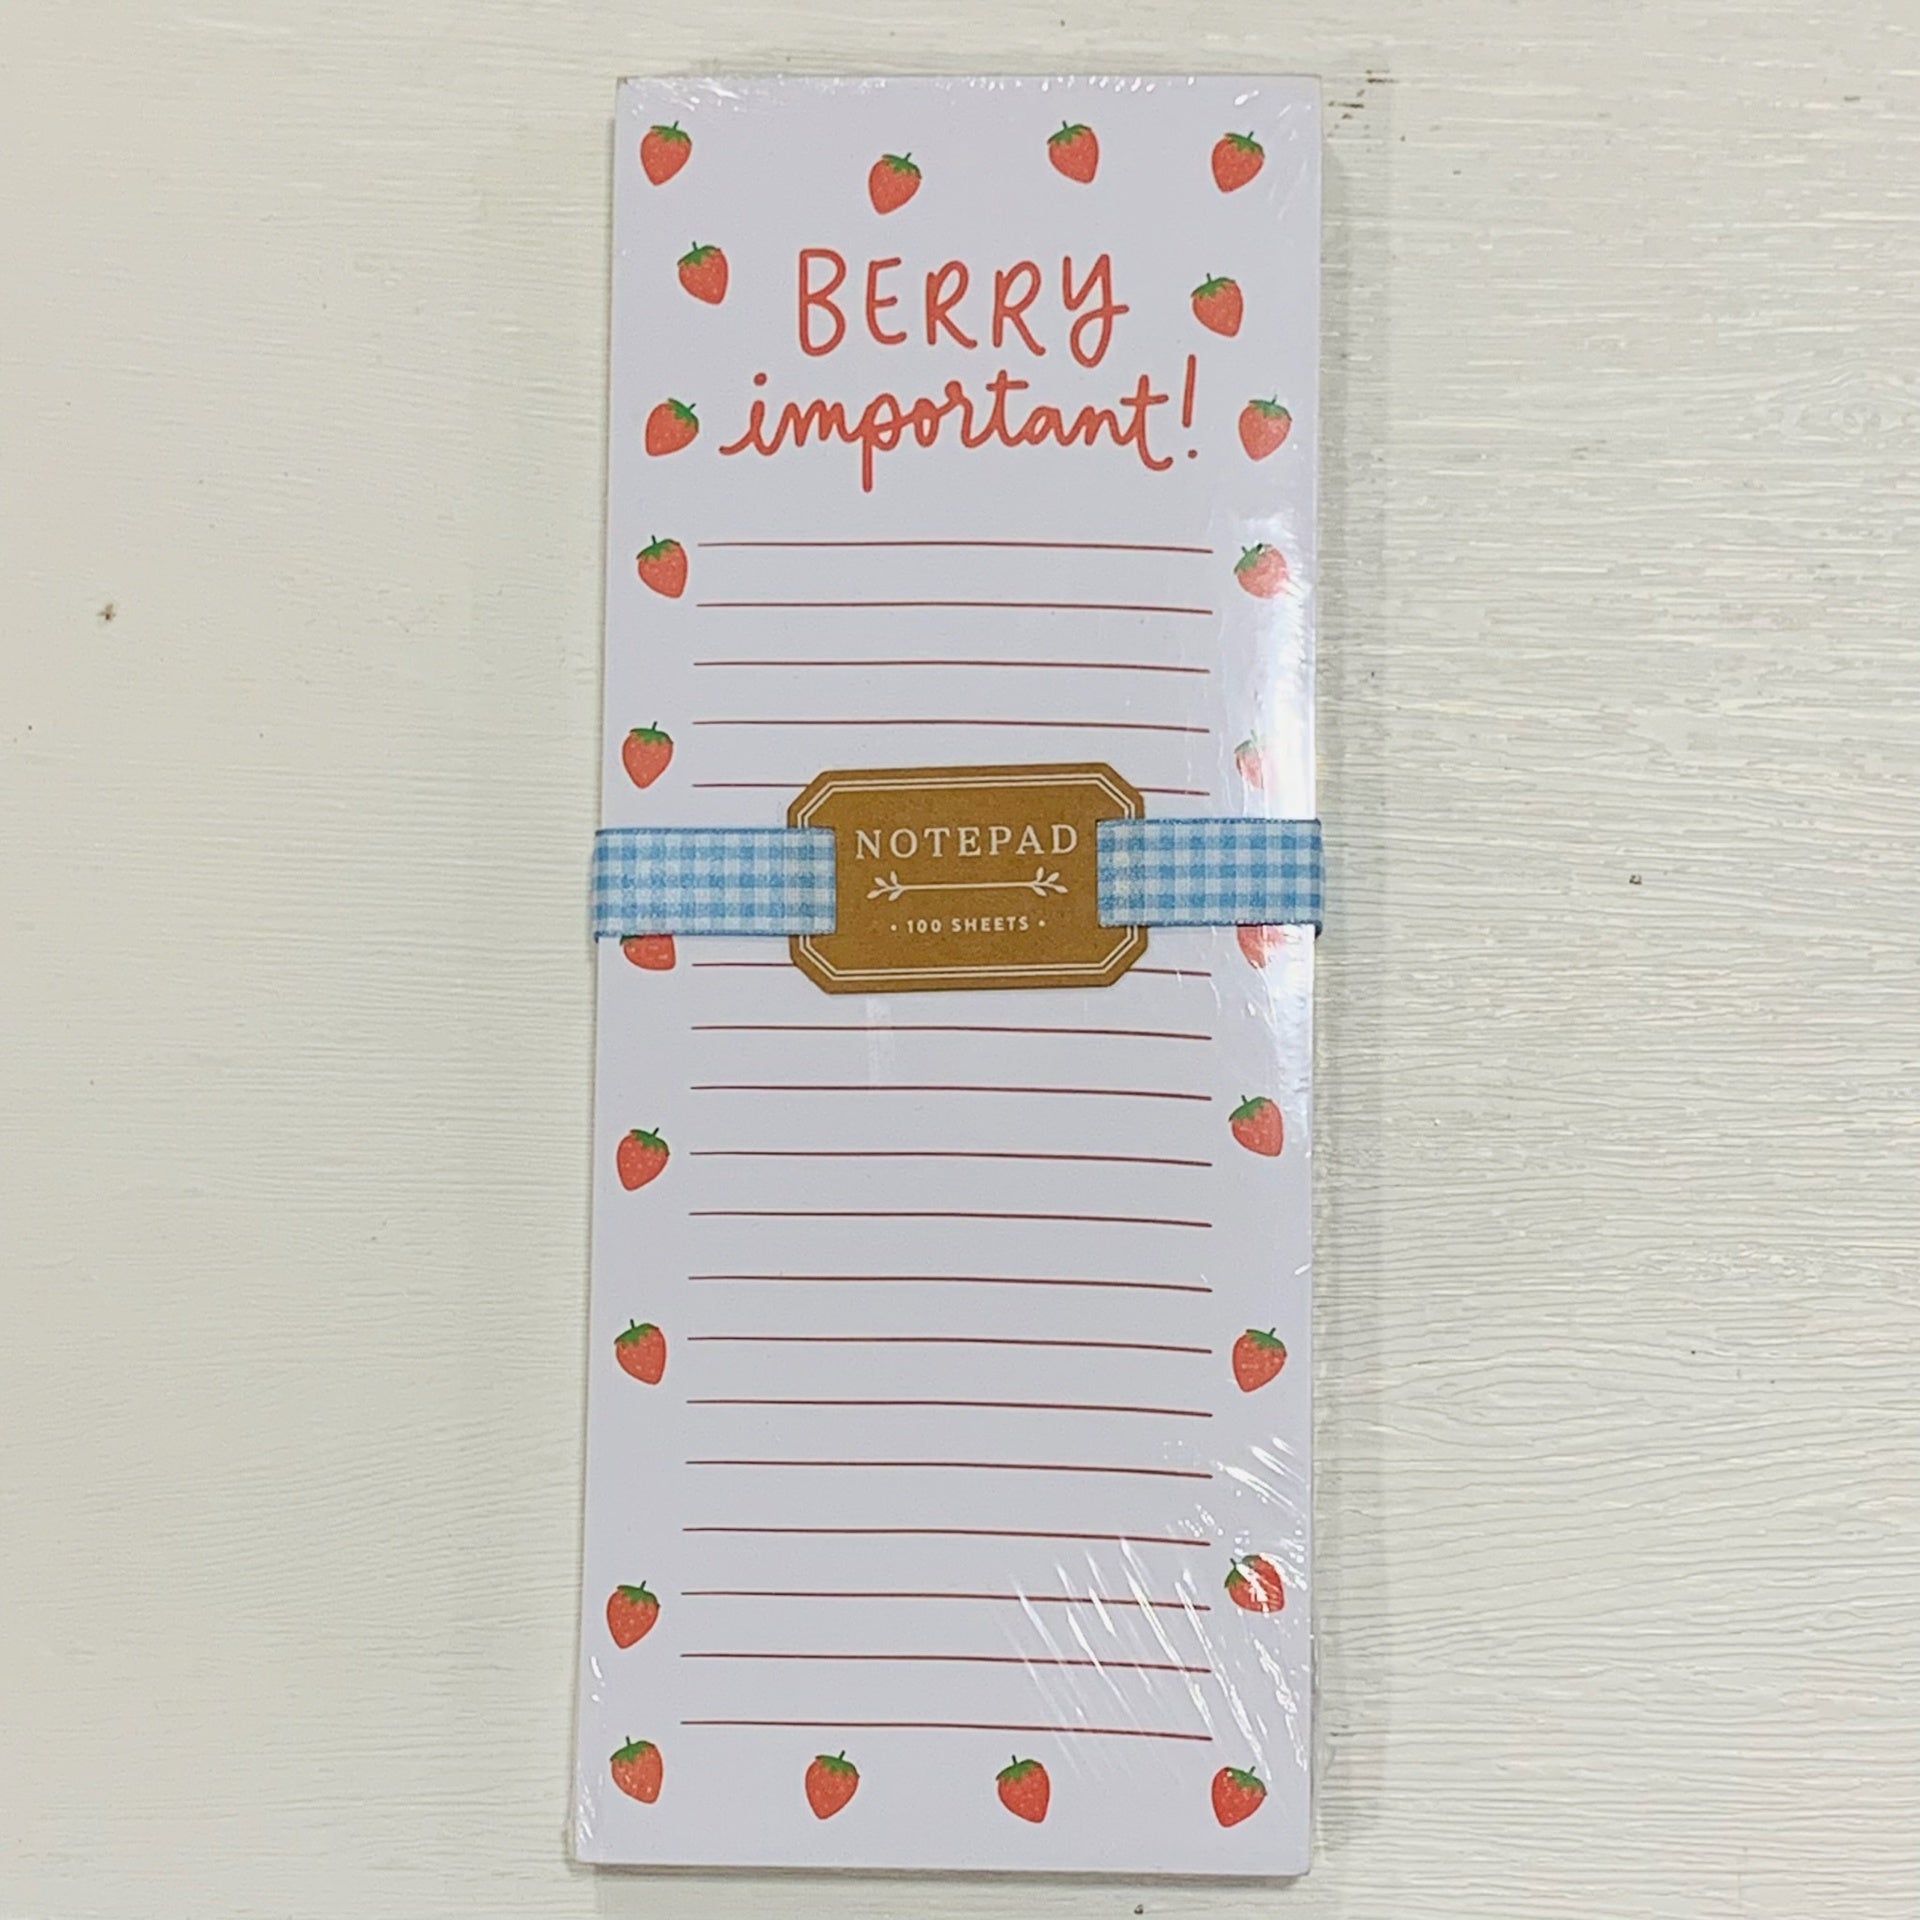 BERRY
important!
NOTEPAD
• 100 SHEETS •